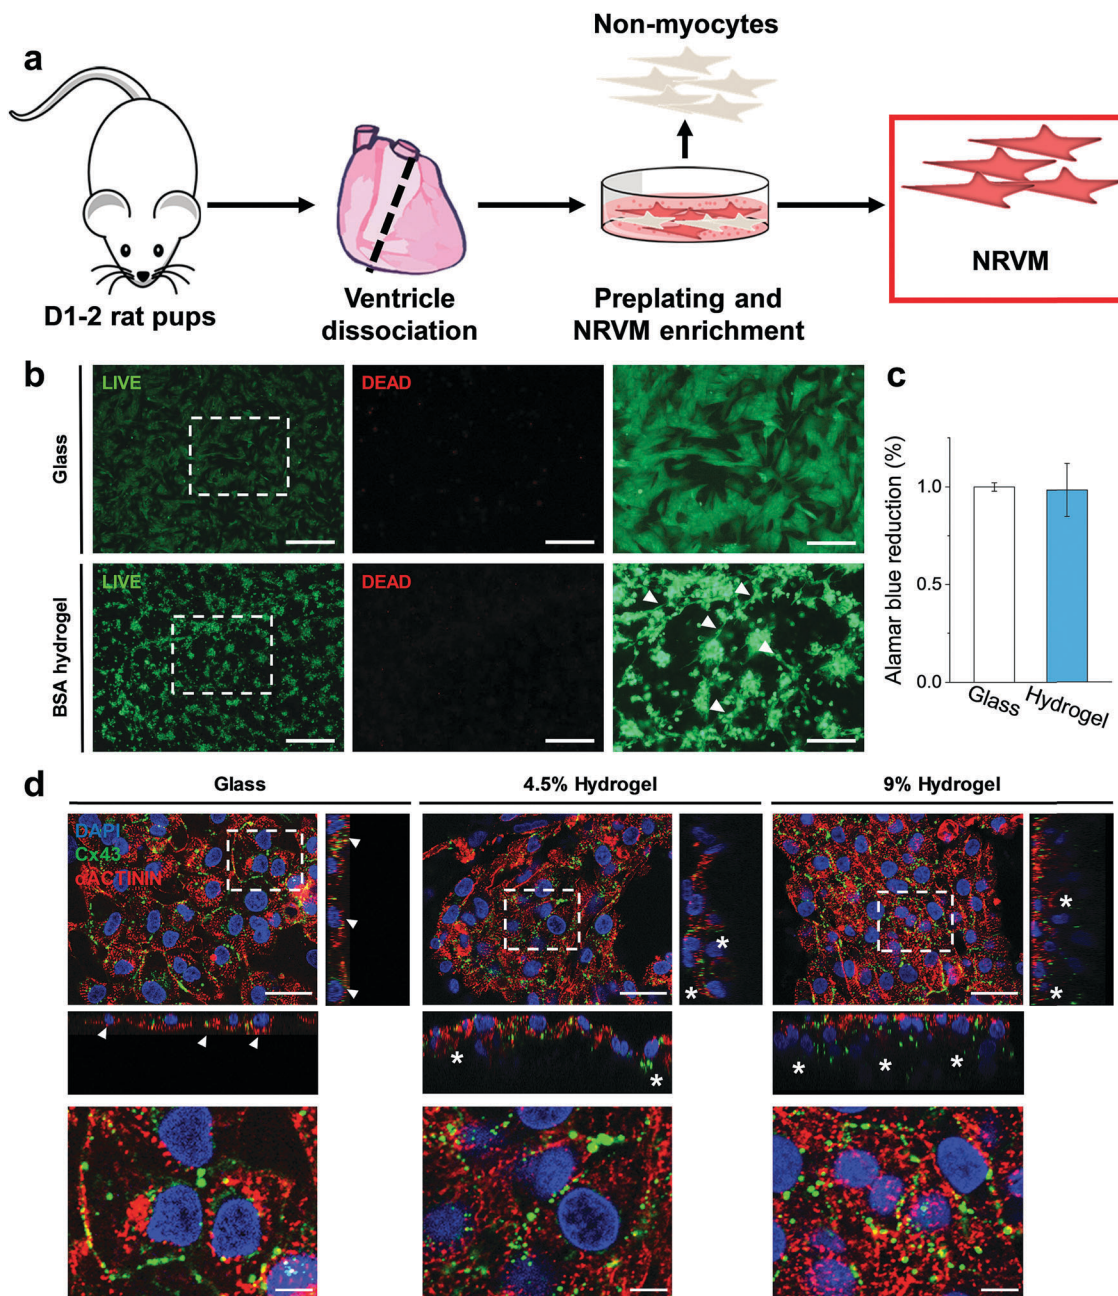 a
Non-myocytes
D1-2 rat pups
Ventricle
dissociation
Preplating and
NRVM enrichment
NRVM
b
Glass
LIVE
DEAD
BSA hydrogel
LIVE
DEAD
c
Alamar blue reduction (%)
1.0
0.5
0.0
Glass
Hydrogel
d
Glass
4.5% Hydrogel
9% Hydrogel
DAPI
Cx43
αACTININ
*
*
*
*
*
*
*
*
*